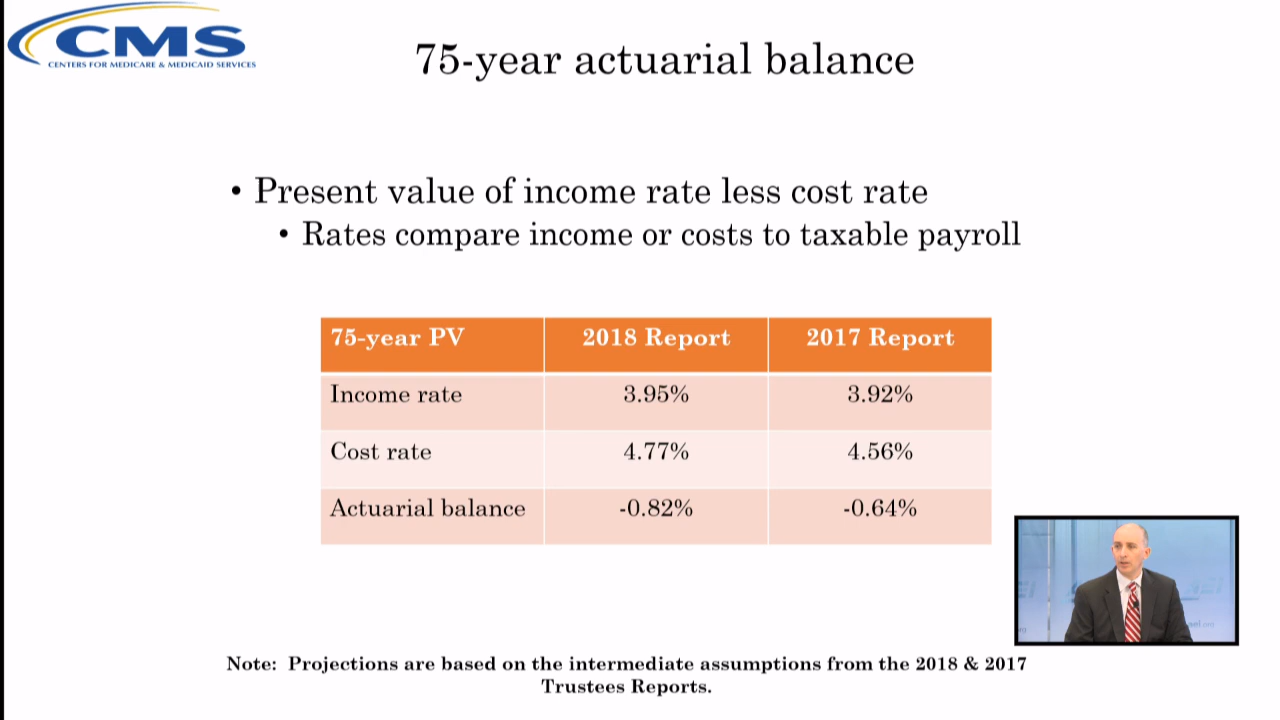 CMS
CENTERS FOR MEDICARE & MEDICAID SERVICES
75-year actuarial balance
• Present value of income rate less cost rate
• Rates compare income or costs to taxable payroll
75-year PV 2018 Report 2017 Report
Income rate 3.95% 3.92%
Cost rate 4.77% 4.56%
Actuarial balance -0.82% -0.64%
Note: Projections are based on the intermediate assumptions from the 2018 & 2017
Trustees Reports.